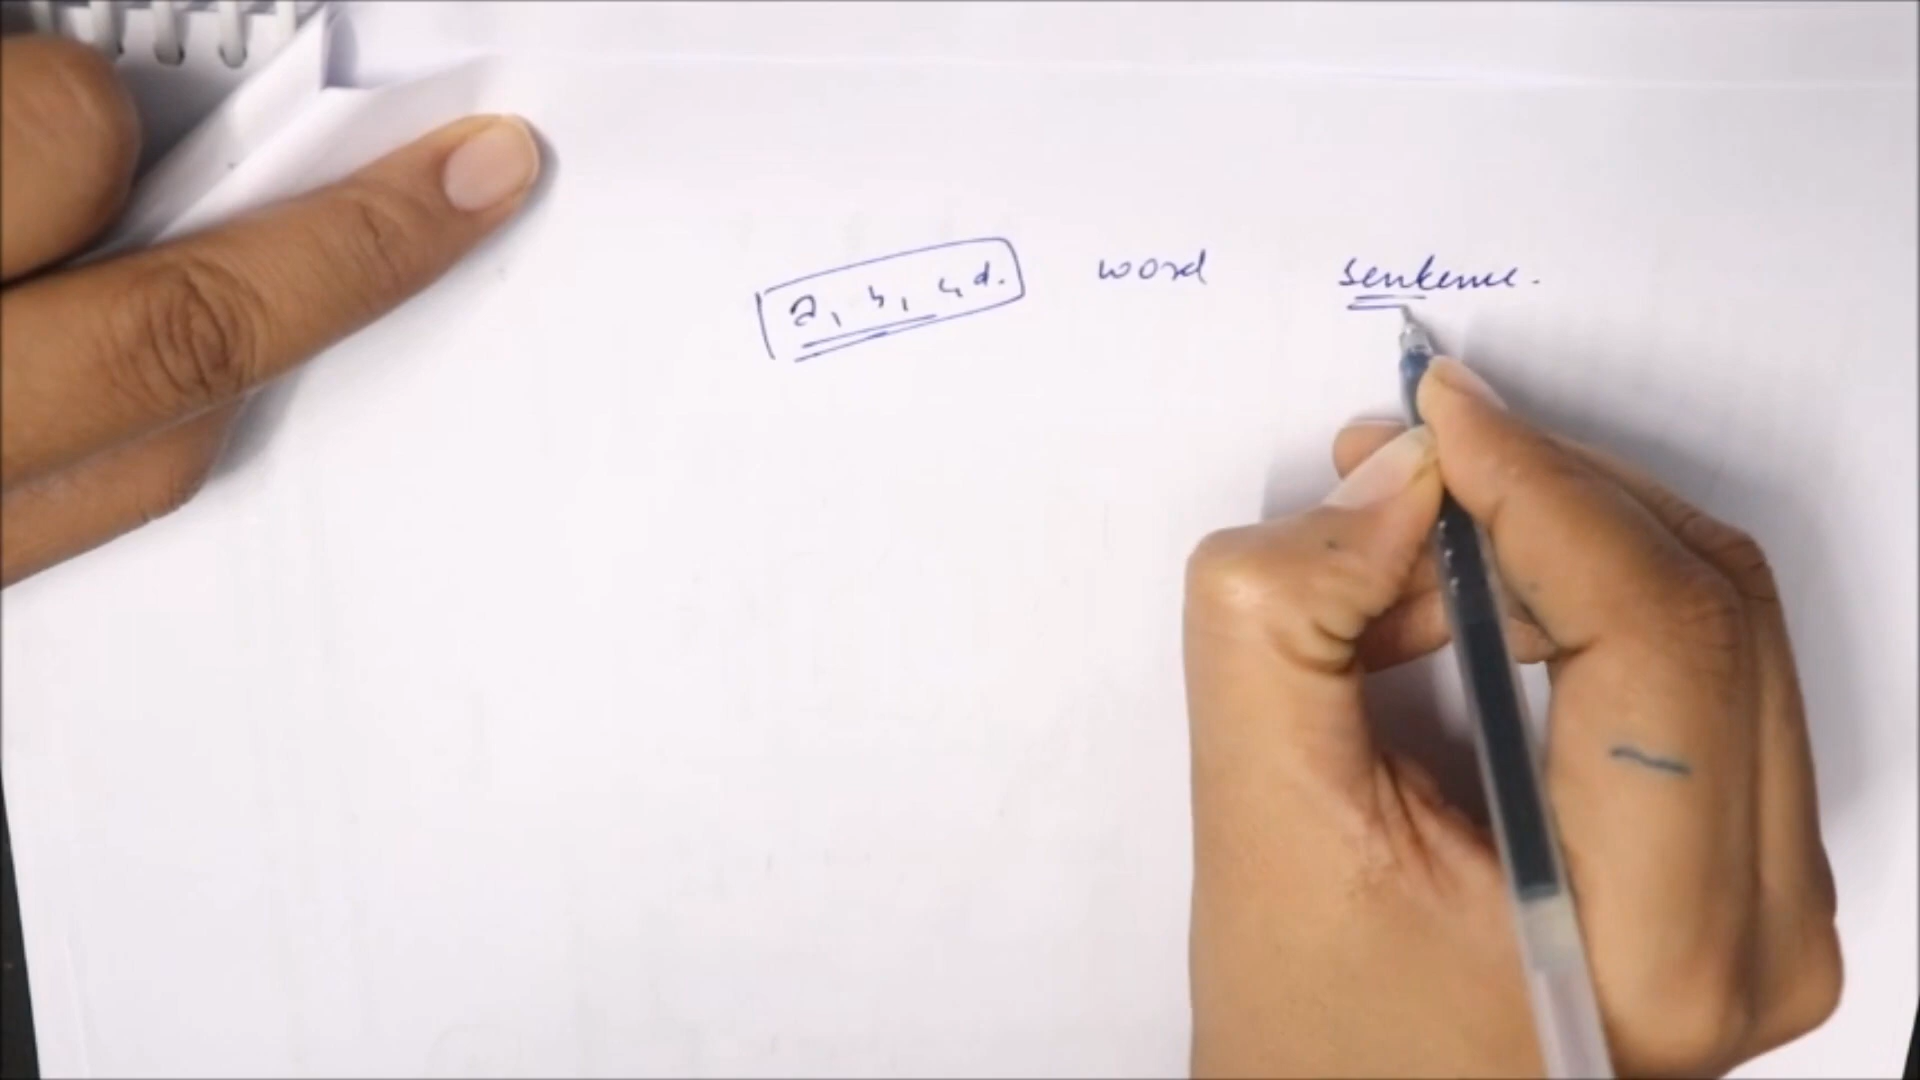 a, b, c, d. word sentence.